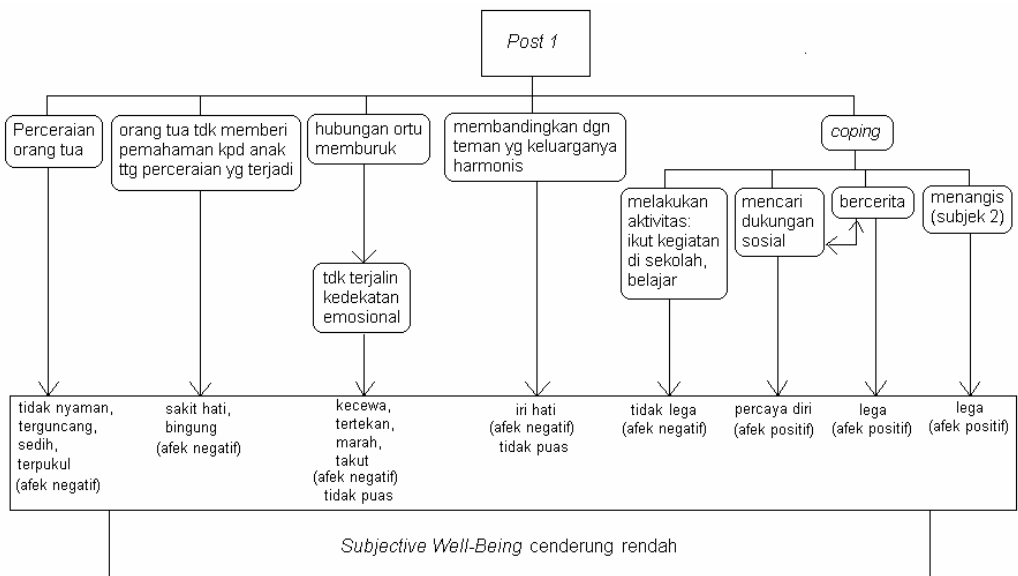 Post 1
Perceraian
orang tua
orang tua tdk memberi
pemahaman kpd anak
ttg perceraian yg terjadi
hubungan ortu
memburuk
membandingkan dgn
teman yg keluarganya
harmonis
coping
melakukan
aktivitas:
ikut kegiatan
di sekolah,
belajar
mencari
dukungan
sosial
bercerita
menangis
(subjek 2)
tdk terjalin
kedekatan
emosional
tidak nyaman,
terguncang,
sedih,
terpukul
(afek negatif)
sakit hati,
bingung
(afek negatif)
kecewa,
tertekan,
marah,
takut
(afek negatif)
tidak puas
iri hati
(afek negatif)
tidak puas
tidak lega
(afek negatif)
percaya diri
(afek positif)
lega
(afek positif)
lega
(afek positif)
Subjective Well-Being cenderung rendah